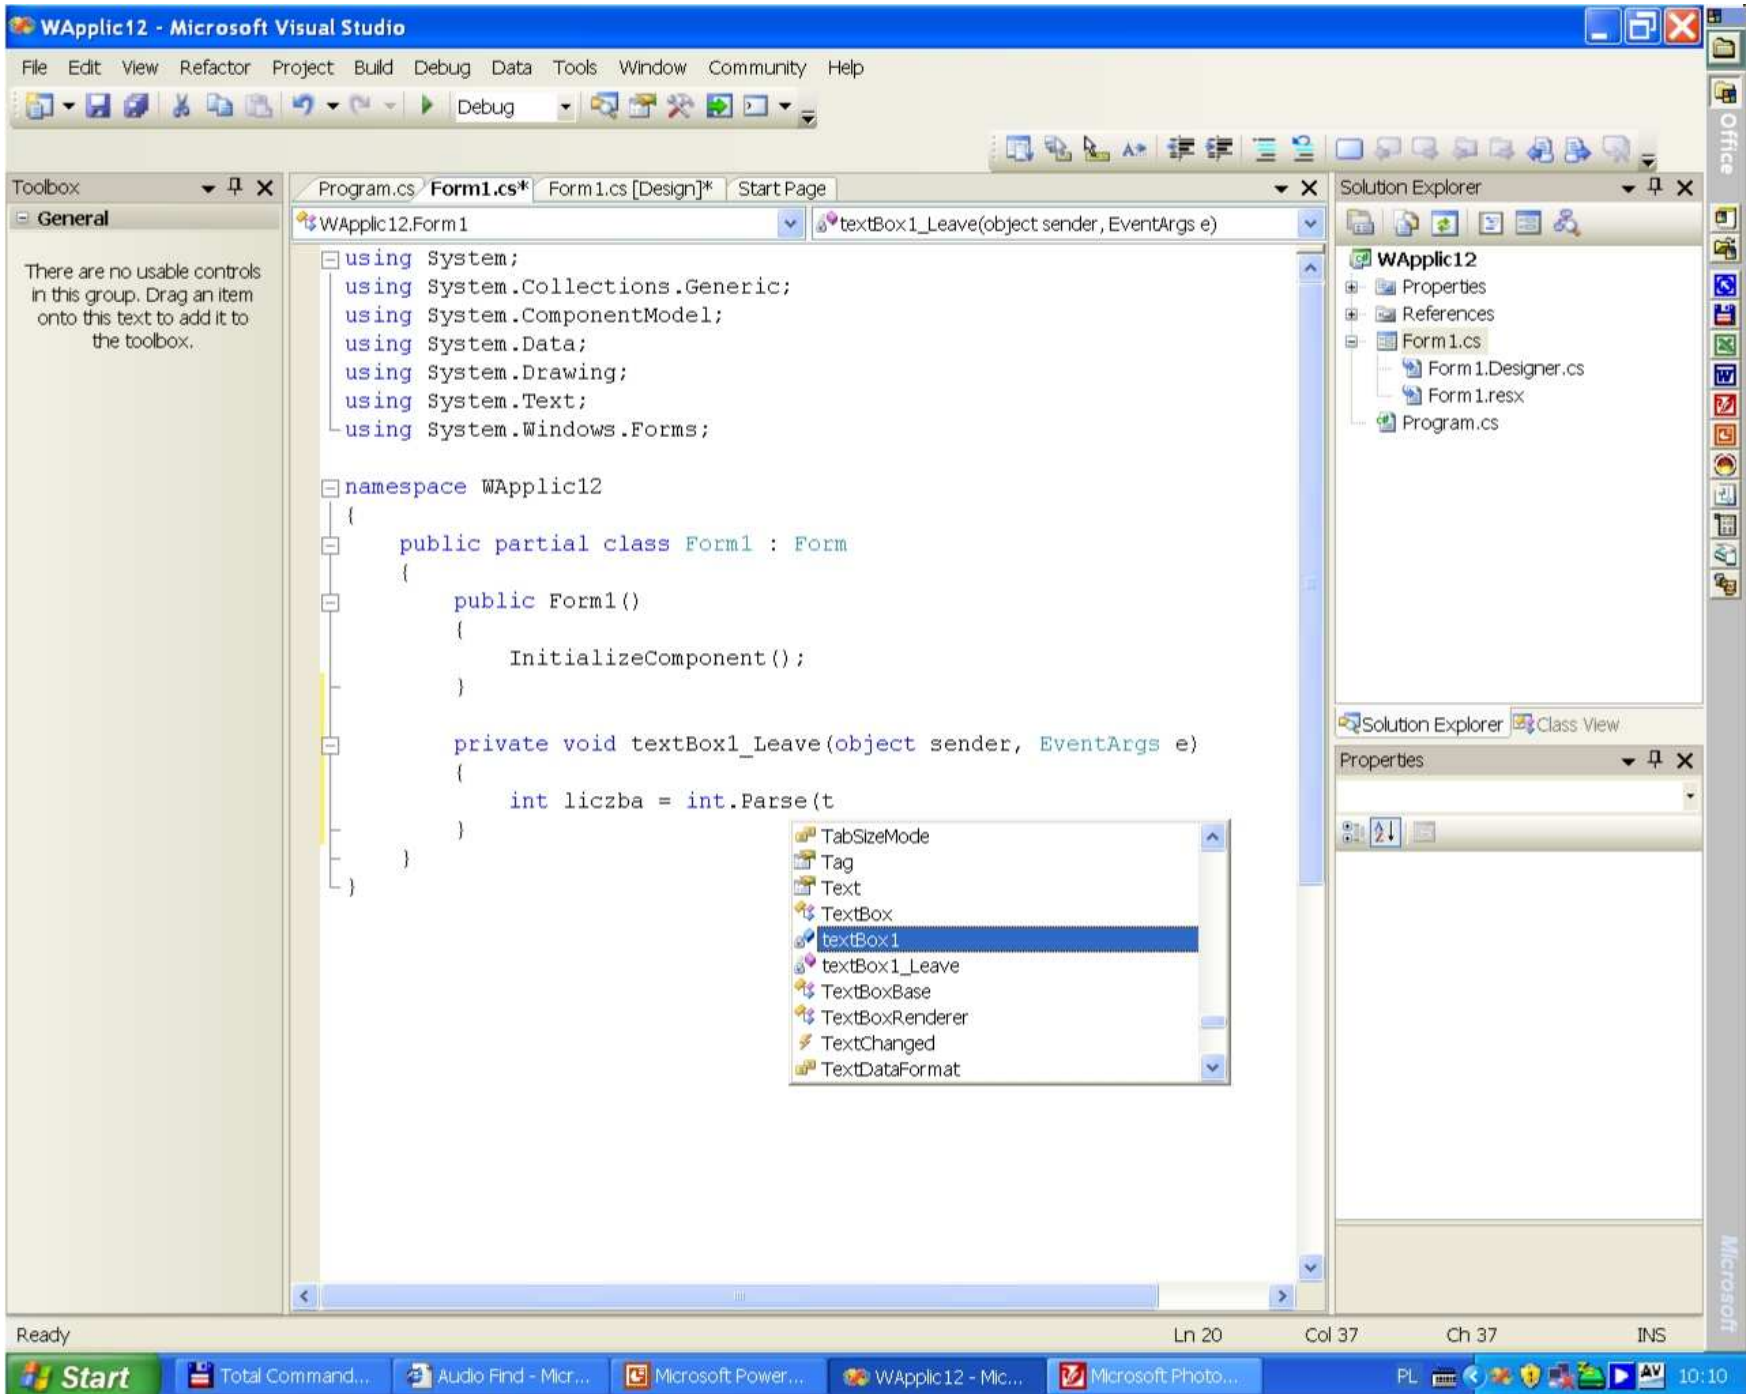 WApplic12 - Microsoft Visual Studio
File Edit View Refactor Project Build Debug Data Tools Window Community Help
Debug
Office
Toolbox
General
There are no usable controls
in this group. Drag an item
onto this text to add it to
the toolbox.
Program.cs Form1.cs* Form1.cs [Design]* Start Page
WApplic12.Form1 textBox1_Leave(object sender, EventArgs e)
using System;
using System.Collections.Generic;
using System.ComponentModel;
using System.Data;
using System.Drawing;
using System.Text;
using System.Windows.Forms;
namespace WApplic12
{
public partial class Form1 : Form
{
public Form1()
{
InitializeComponent();
}
private void textBox1_Leave(object sender, EventArgs e)
{
int liczba = int.Parse(t
}
}
}
TabSizeMode
Tag
Text
TextBox
textBox1
textBox1_Leave
TextBoxBase
TextBoxRenderer
TextChanged
TextDataFormat
Solution Explorer
WApplic12
Properties
References
Form1.cs
Form1.Designer.cs
Form1.resx
Program.cs
Solution Explorer Class View
Properties
Microsoft
Ready Ln 20 Col 37 Ch 37 INS
Start Total Command... Audio Find - Micr... Microsoft Power... WApplic12 - Mic... Microsoft Photo... PL AV 10:10